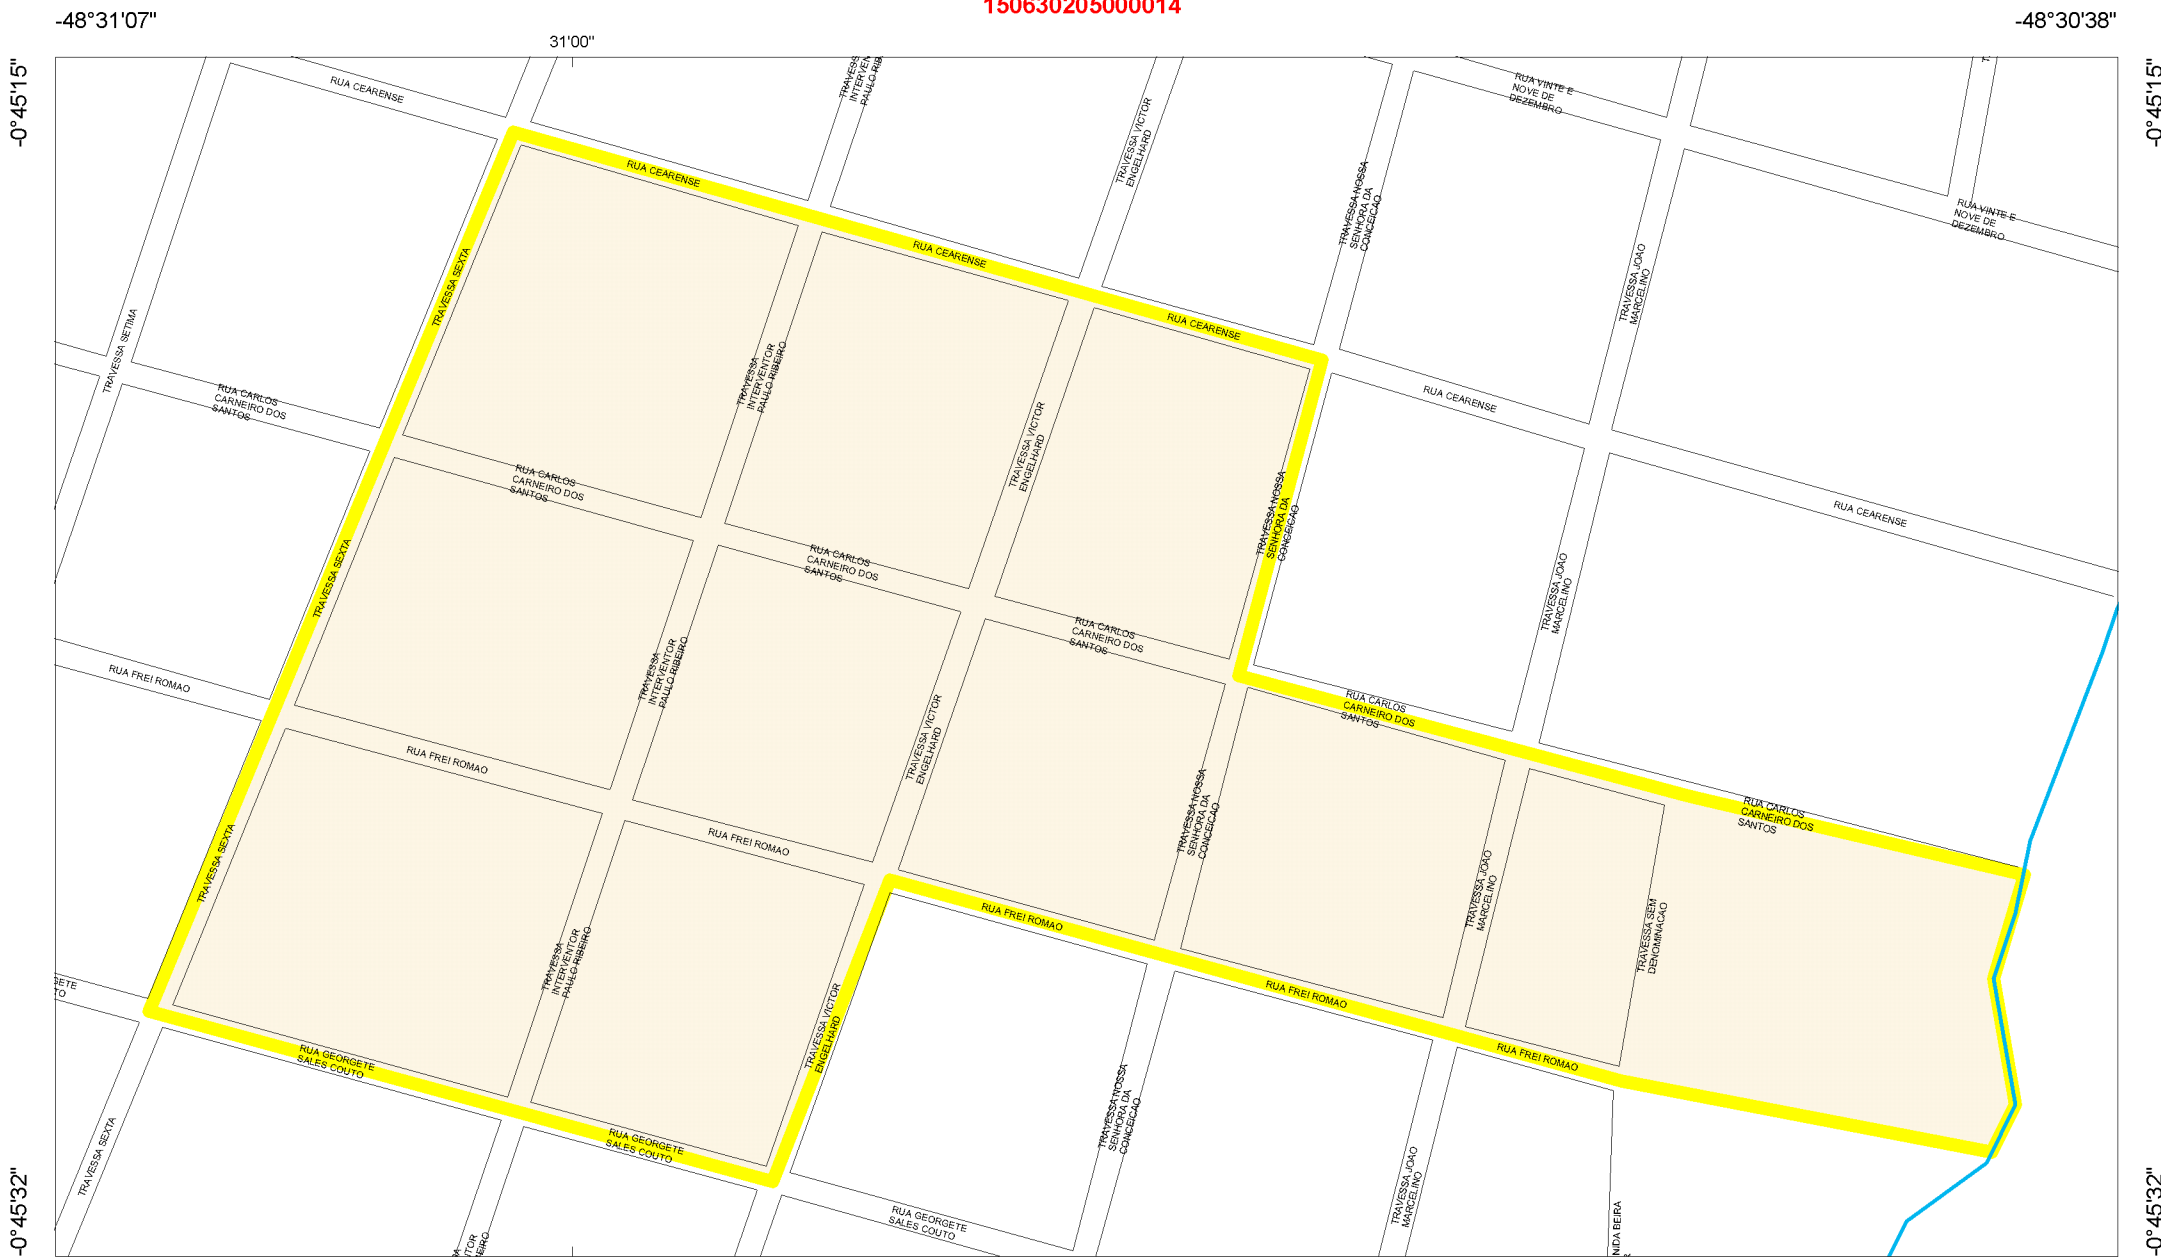 150630205000014
-48°31'07"
-48°30'38"
31'00"
-0°45'15"
-0°45'15"
RUA CEARENSE
TRAVESSA
INTERVENTOR
PAULO RIBEIRO
TRAVESSA VICTOR
ENGELHARD
RUA VINTE E
NOVE DE
DEZEMBRO
RUA CEARENSE
TRAVESSA NOSSA
SENHORA DA
CONCEICAO
RUA VINTE E
NOVE DE
DEZEMBRO
TRAVESSA SEXTA
RUA CEARENSE
TRAVESSA JOAO
MARCELINO
RUA CEARENSE
TRAVESSA SETIMA
TRAVESSA
INTERVENTOR
PAULO RIBEIRO
RUA CARLOS
CARNEIRO DOS
SANTOS
RUA CEARENSE
TRAVESSA VICTOR
ENGELHARD
RUA CARLOS
CARNEIRO DOS
SANTOS
TRAVESSA NOSSA
SENHORA DA
CONCEICAO
RUA CEARENSE
TRAVESSA SEXTA
RUA CARLOS
CARNEIRO DOS
SANTOS
TRAVESSA JOAO
MARCELINO
RUA CARLOS
CARNEIRO DOS
SANTOS
RUA FREI ROMAO
TRAVESSA
INTERVENTOR
PAULO RIBEIRO
RUA CARLOS
CARNEIRO DOS
SANTOS
TRAVESSA VICTOR
ENGELHARD
RUA FREI ROMAO
TRAVESSA NOSSA
SENHORA DA
CONCEICAO
RUA CARLOS
CARNEIRO DOS
SANTOS
RUA FREI ROMAO
TRAVESSA SEXTA
TRAVESSA JOAO
MARCELINO
RUA FREI ROMAO
TRAVESSA SEM
DENOMINACAO
TRAVESSA
INTERVENTOR
PAULO RIBEIRO
RUA FREI ROMAO
TRAVESSA VICTOR
ENGELHARD
RUA FREI ROMAO
RUA GEORGETE
SALES COUTO
TRAVESSA NOSSA
SENHORA DA
CONCEICAO
RUA GEORGETE
SALES COUTO
TRAVESSA SEXTA
TRAVESSA JOAO
MARCELINO
RUA GEORGETE
SALES COUTO
-0°45'32"
-0°45'32"